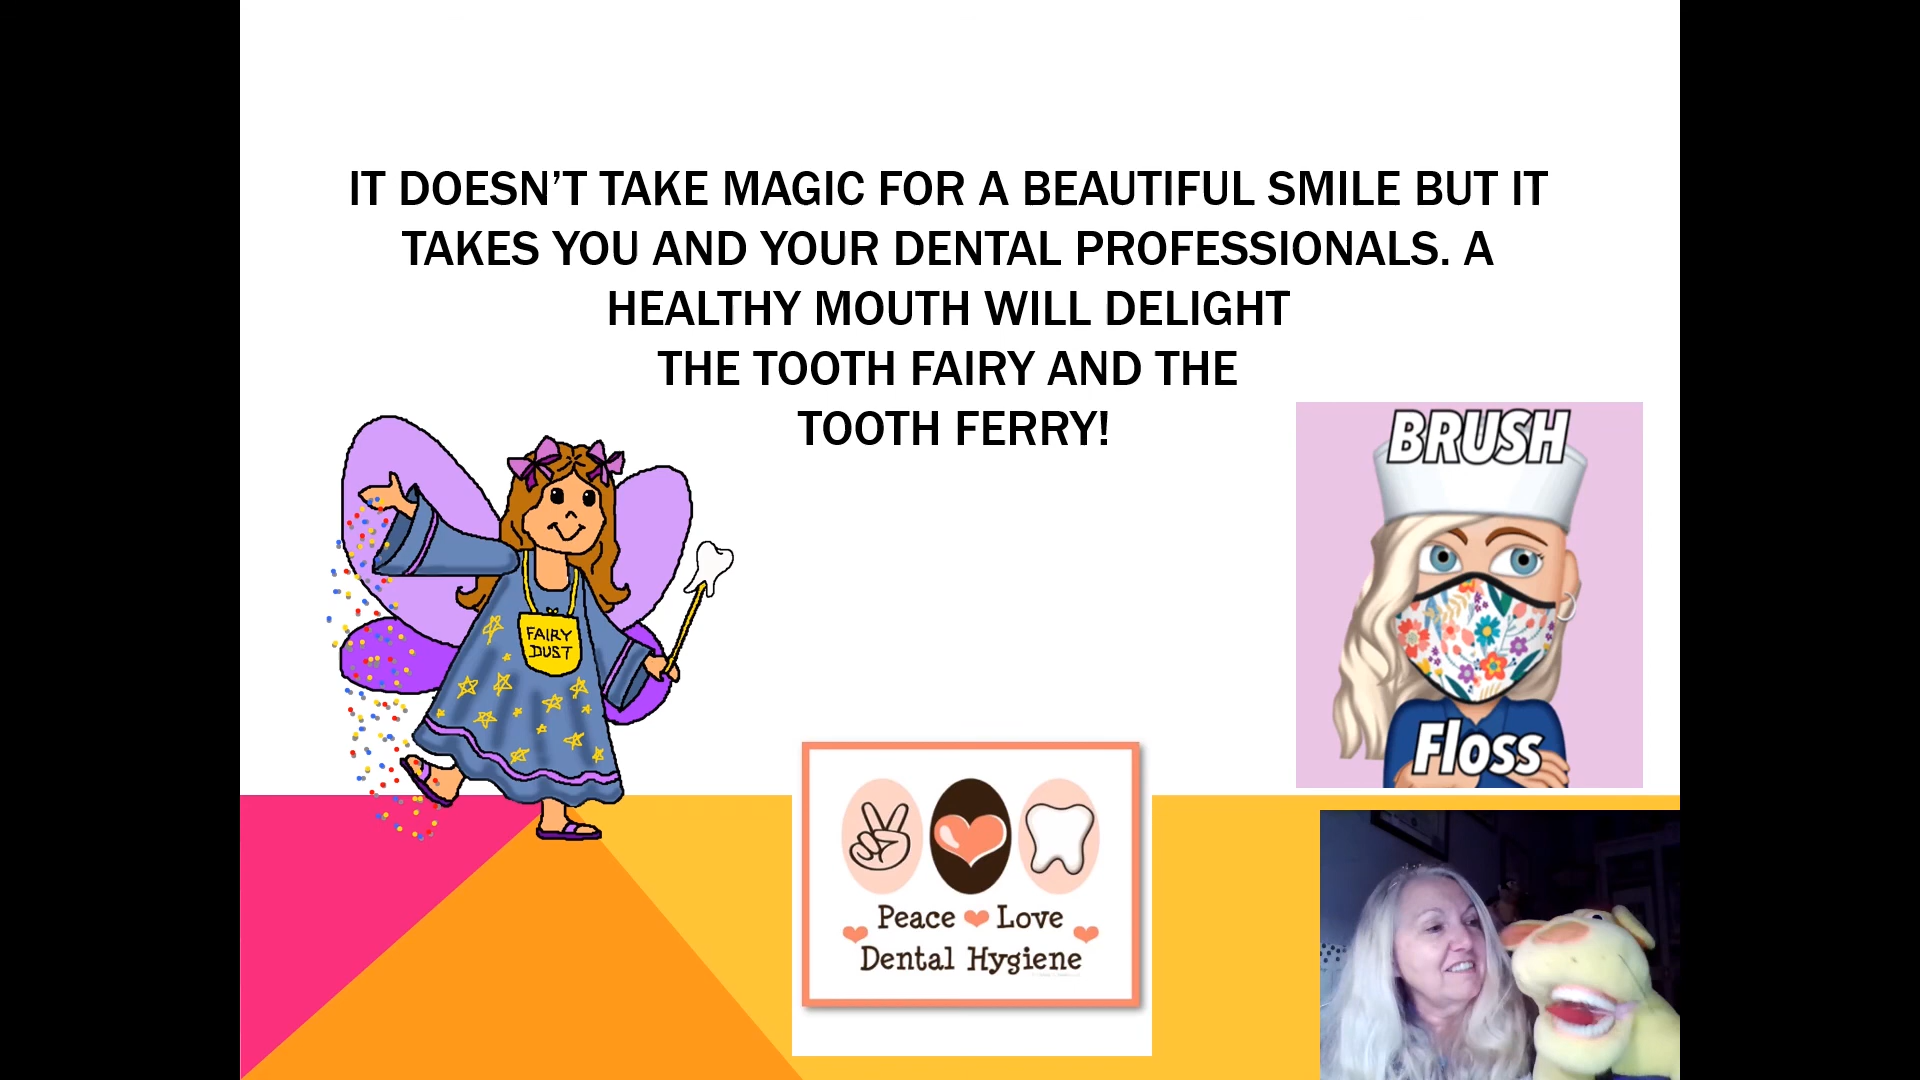 IT DOESN’T TAKE MAGIC FOR A BEAUTIFUL SMILE BUT IT
TAKES YOU AND YOUR DENTAL PROFESSIONALS. A
HEALTHY MOUTH WILL DELIGHT
THE TOOTH FAIRY AND THE
TOOTH FERRY!
FAIRY
DUST
BRUSH
Floss
Peace Love
Dental Hygiene